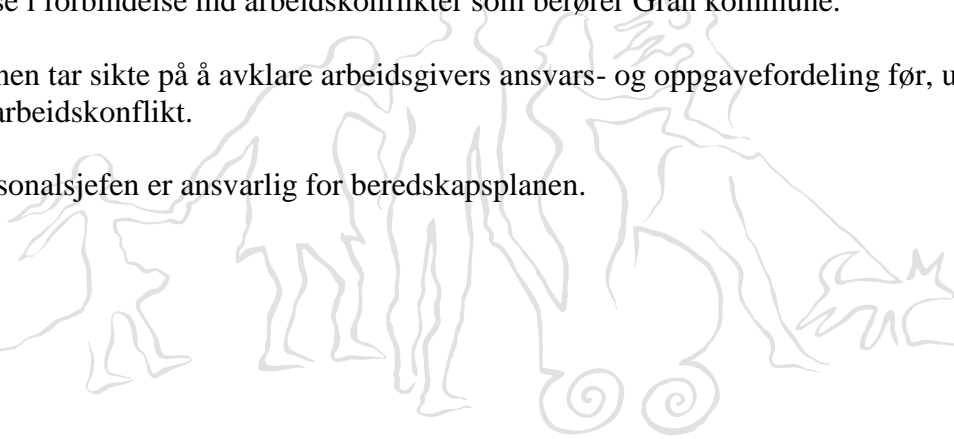 se i forbindelse md arbeidskonflikter som berører Gran kommune.
nen tar sikte på å avklare arbeidsgivers ansvars- og oppgavefordeling før, u
arbeidskonflikt.
sonalsjefen er ansvarlig for beredskapsplanen.